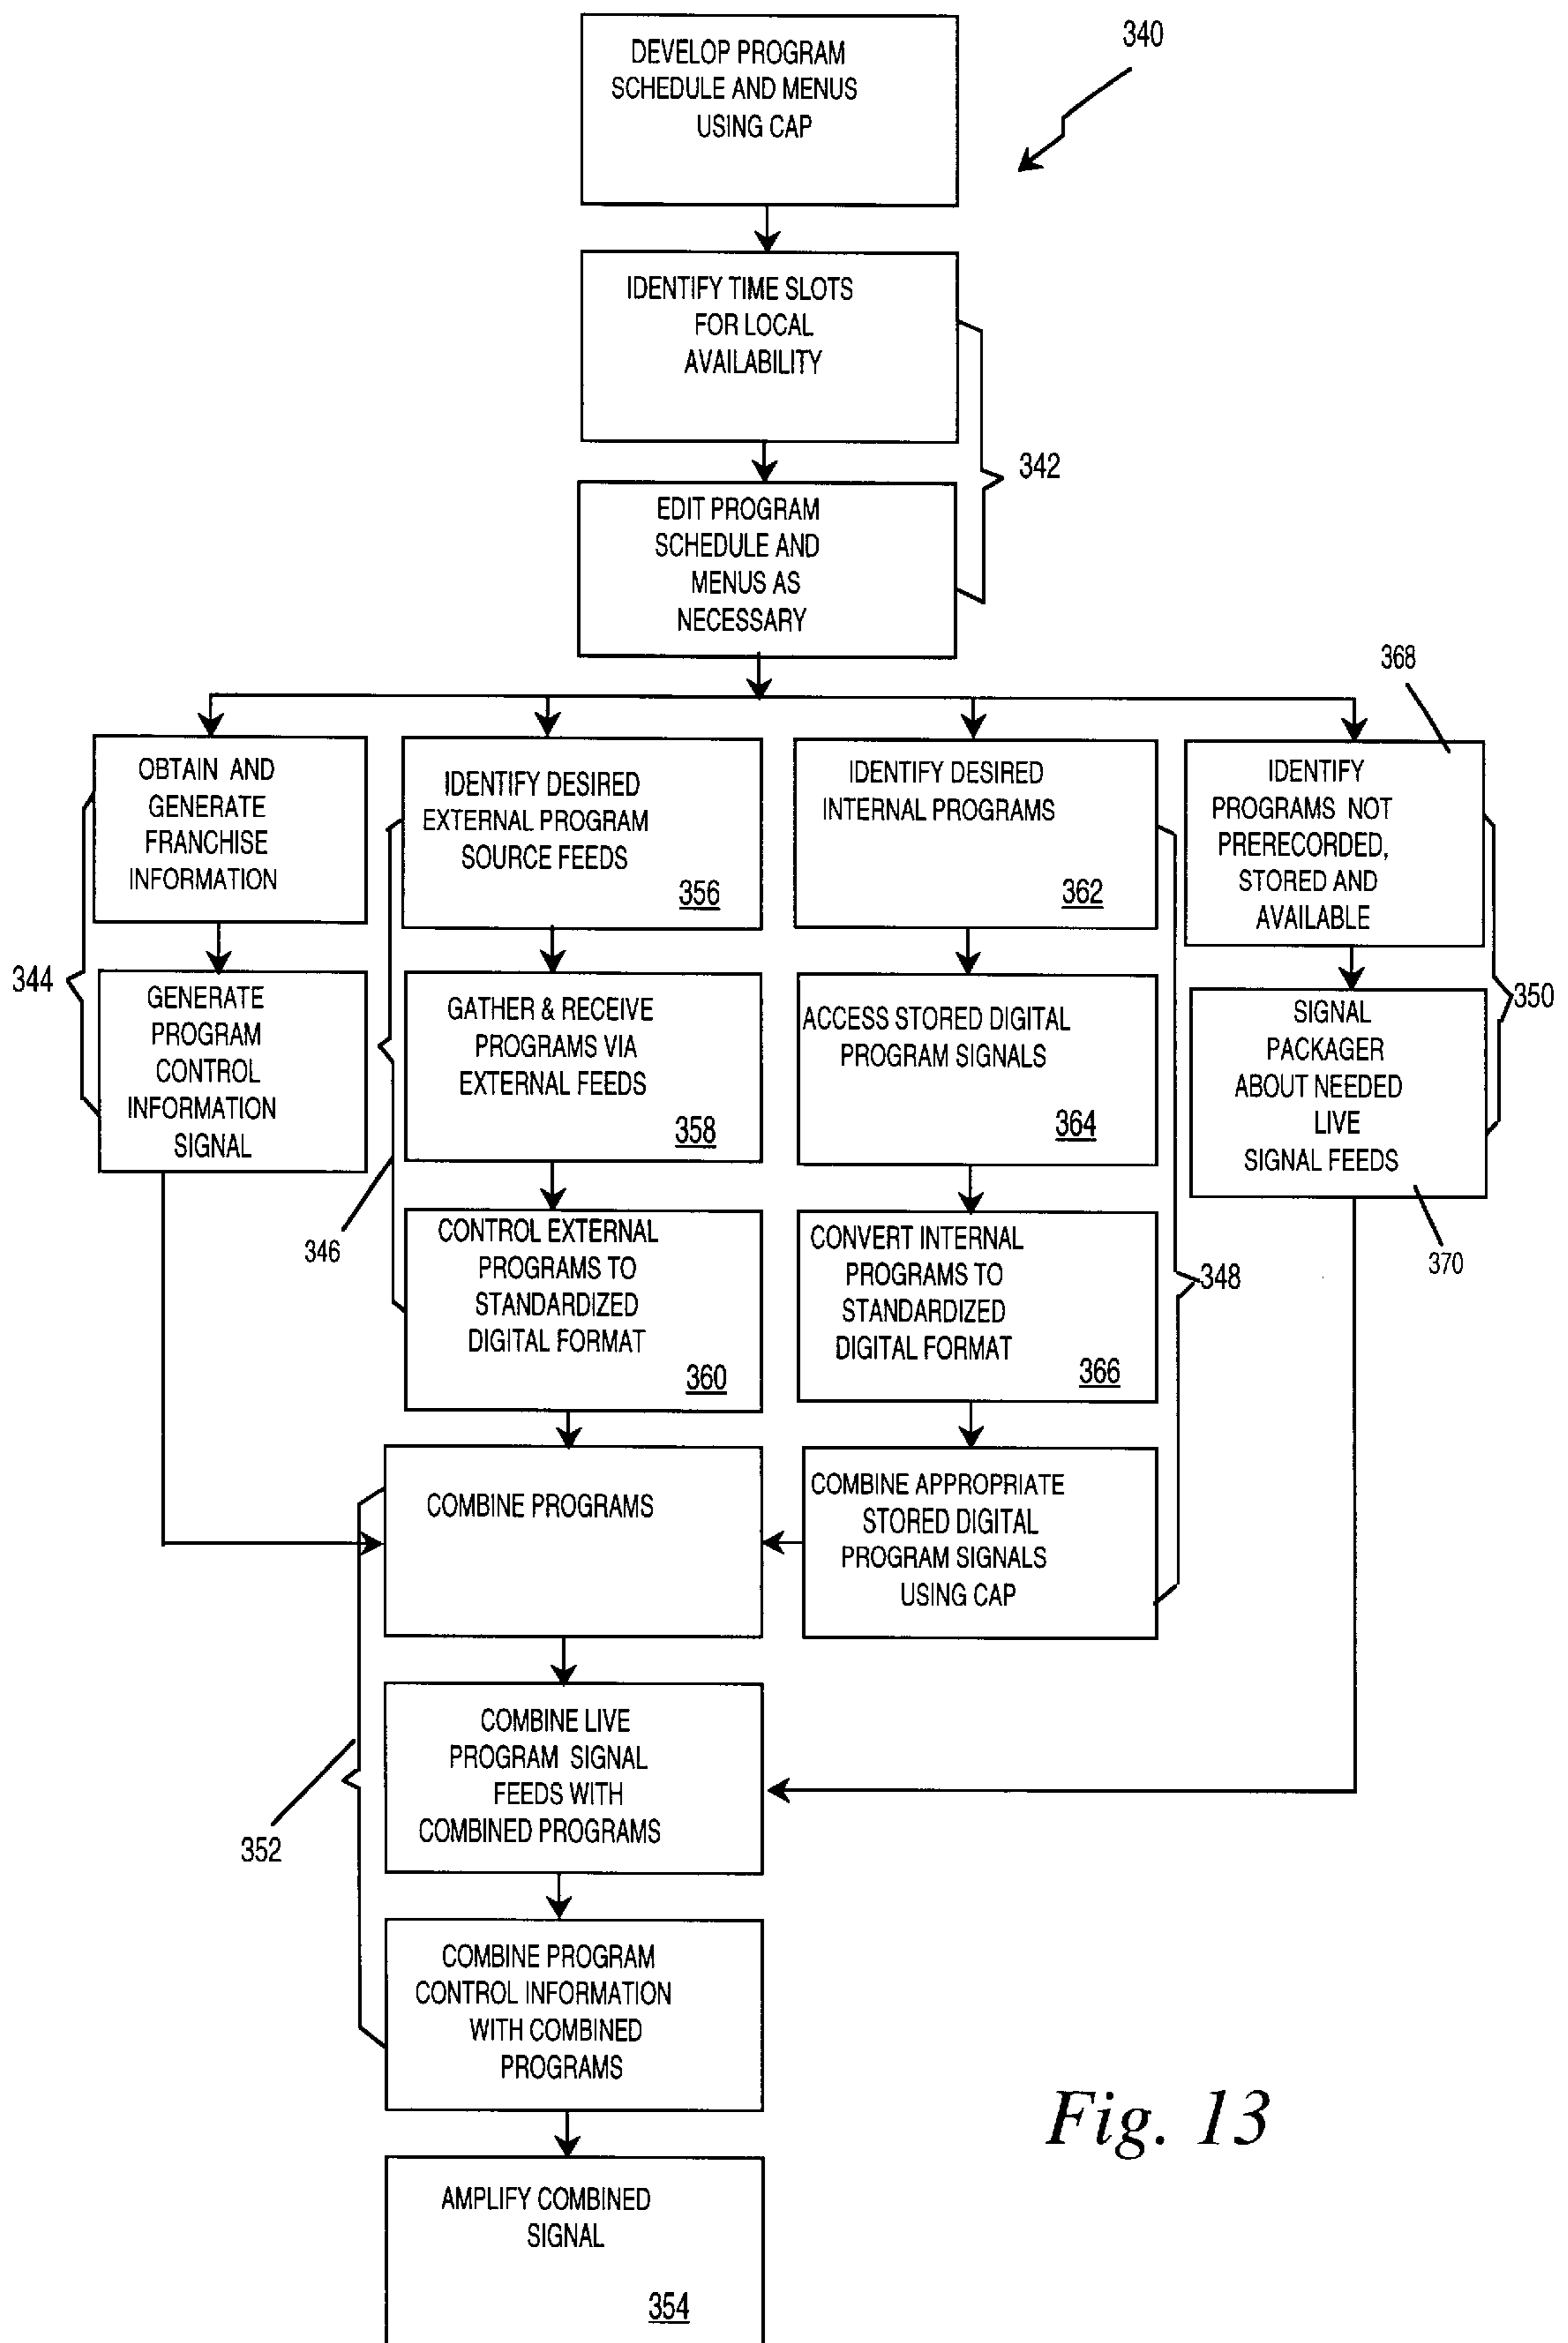 340
DEVELOP PROGRAM
SCHEDULE AND MENUS
USING CAP
IDENTIFY TIME SLOTS
FOR LOCAL
AVAILABILITY
342
EDIT PROGRAM
SCHEDULE AND
MENUS AS
NECESSARY
368
OBTAIN AND
GENERATE
FRANCHISE
INFORMATION
344
GENERATE
PROGRAM
CONTROL
INFORMATION
SIGNAL
IDENTIFY DESIRED
EXTERNAL PROGRAM
SOURCE FEEDS
356
GATHER & RECEIVE
PROGRAMS VIA
EXTERNAL FEEDS
358
346
CONTROL EXTERNAL
PROGRAMS TO
STANDARDIZED
DIGITAL FORMAT
360
IDENTIFY DESIRED
INTERNAL PROGRAMS
362
ACCESS STORED DIGITAL
PROGRAM SIGNALS
364
CONVERT INTERNAL
PROGRAMS TO
STANDARDIZED
DIGITAL FORMAT
366
348
COMBINE APPROPRIATE
STORED DIGITAL
PROGRAM SIGNALS
USING CAP
IDENTIFY
PROGRAMS NOT
PRERECORDED,
STORED AND
AVAILABLE
350
SIGNAL
PACKAGER
ABOUT NEEDED
LIVE
SIGNAL FEEDS
370
COMBINE PROGRAMS
COMBINE LIVE
PROGRAM SIGNAL
FEEDS WITH
COMBINED PROGRAMS
352
COMBINE PROGRAM
CONTROL INFORMATION
WITH COMBINED
PROGRAMS
AMPLIFY COMBINED
SIGNAL
354
Fig. 13